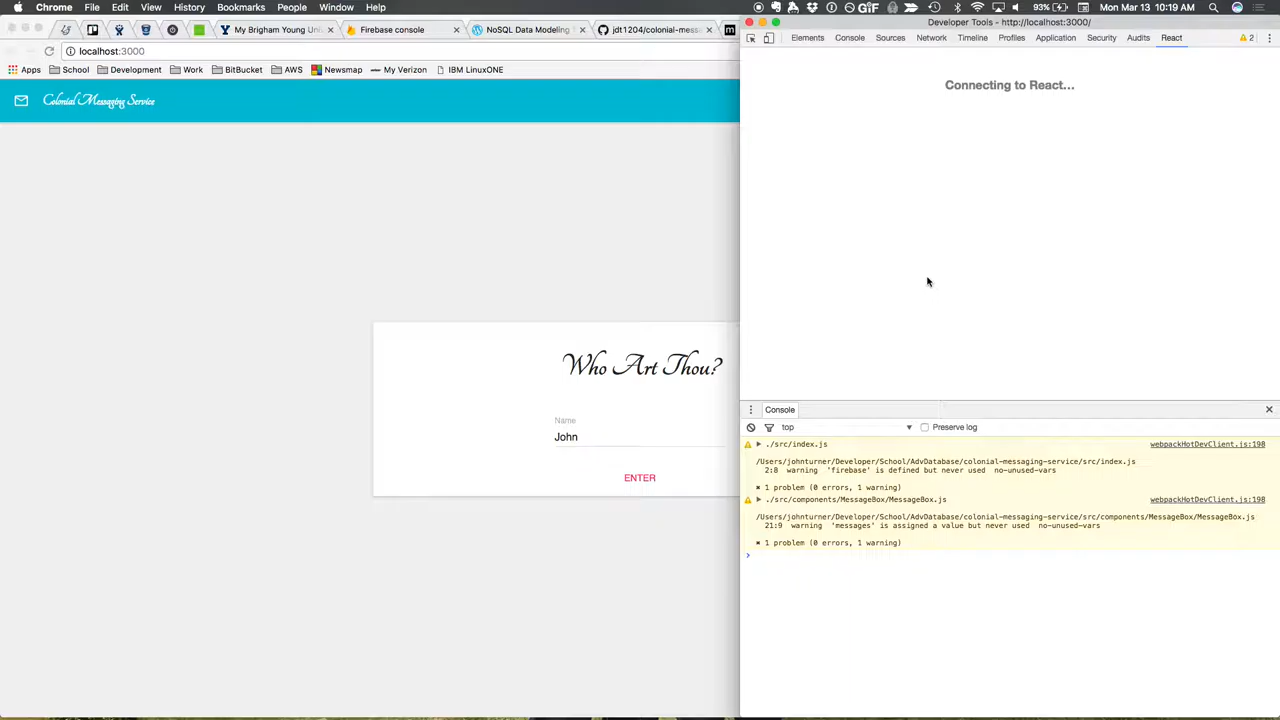 Chrome File Edit View History Bookmarks People Window Help
93% Mon Mar 13 10:19 AM
My Brigham Young Uni
Firebase console
NoSQL Data Modeling
jdt1204/colonial-mess
Developer Tools - http://localhost:3000/
localhost:3000
Elements Console Sources Network Timeline Profiles Application Security Audits React 2
Apps School Development Work BitBucket AWS Newsmap My Verizon IBM LinuxONE
Colonial Messaging Service
Connecting to React…
Who Art Thou?
Name
John
ENTER
Console
top Preserve log
./src/index.js webpackHotDevClient.js:198
/Users/johnturner/Developer/School/AdvDatabase/colonial-messaging-service/src/index.js
2:8 warning 'firebase' is defined but never used no-unused-vars
✖ 1 problem (0 errors, 1 warning)
./src/components/MessageBox/MessageBox.js webpackHotDevClient.js:198
/Users/johnturner/Developer/School/AdvDatabase/colonial-messaging-service/src/components/MessageBox/MessageBox.js
21:9 warning 'messages' is assigned a value but never used no-unused-vars
✖ 1 problem (0 errors, 1 warning)